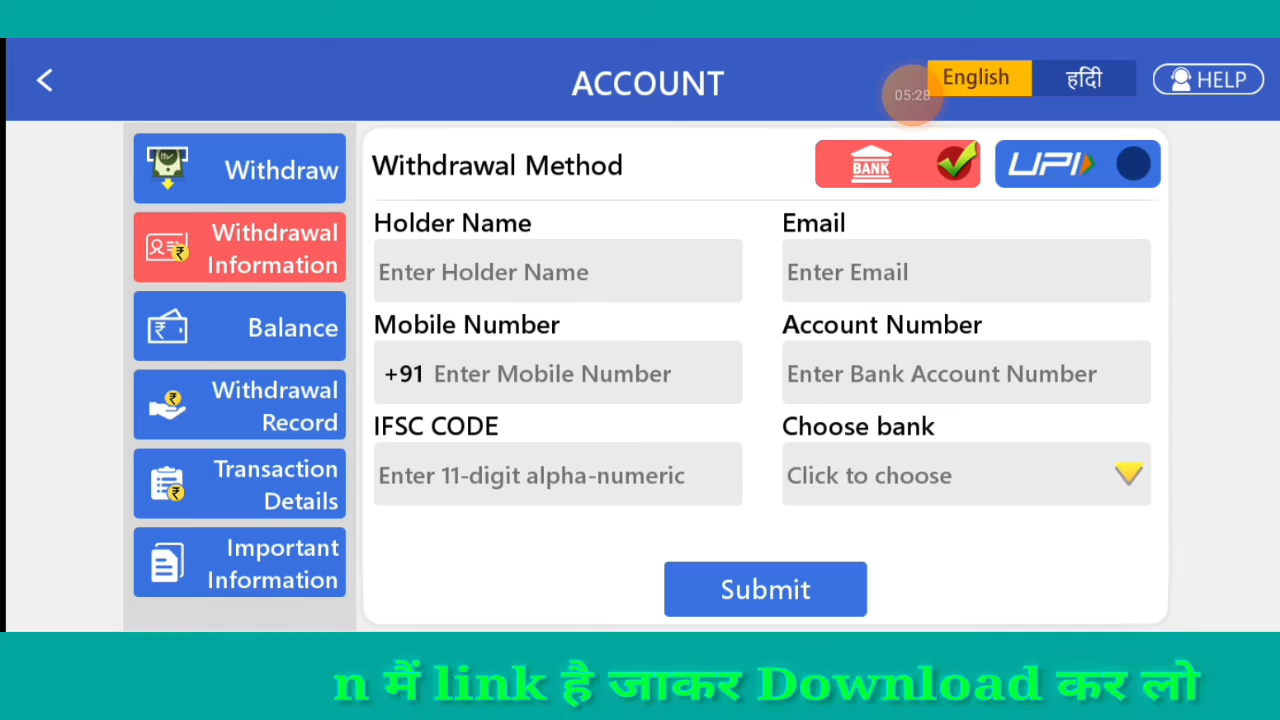 ACCOUNT
05:28
English
हिंदी
HELP
Withdraw
Withdrawal
Information
Balance
Withdrawal
Record
Transaction
Details
Important
Information
Withdrawal Method
BANK
UPI
Holder Name
Enter Holder Name
Email
Enter Email
Mobile Number
+91 Enter Mobile Number
Account Number
Enter Bank Account Number
IFSC CODE
Enter 11-digit alpha-numeric
Choose bank
Click to choose
Submit
n मैं link है जाकर Download कर लो